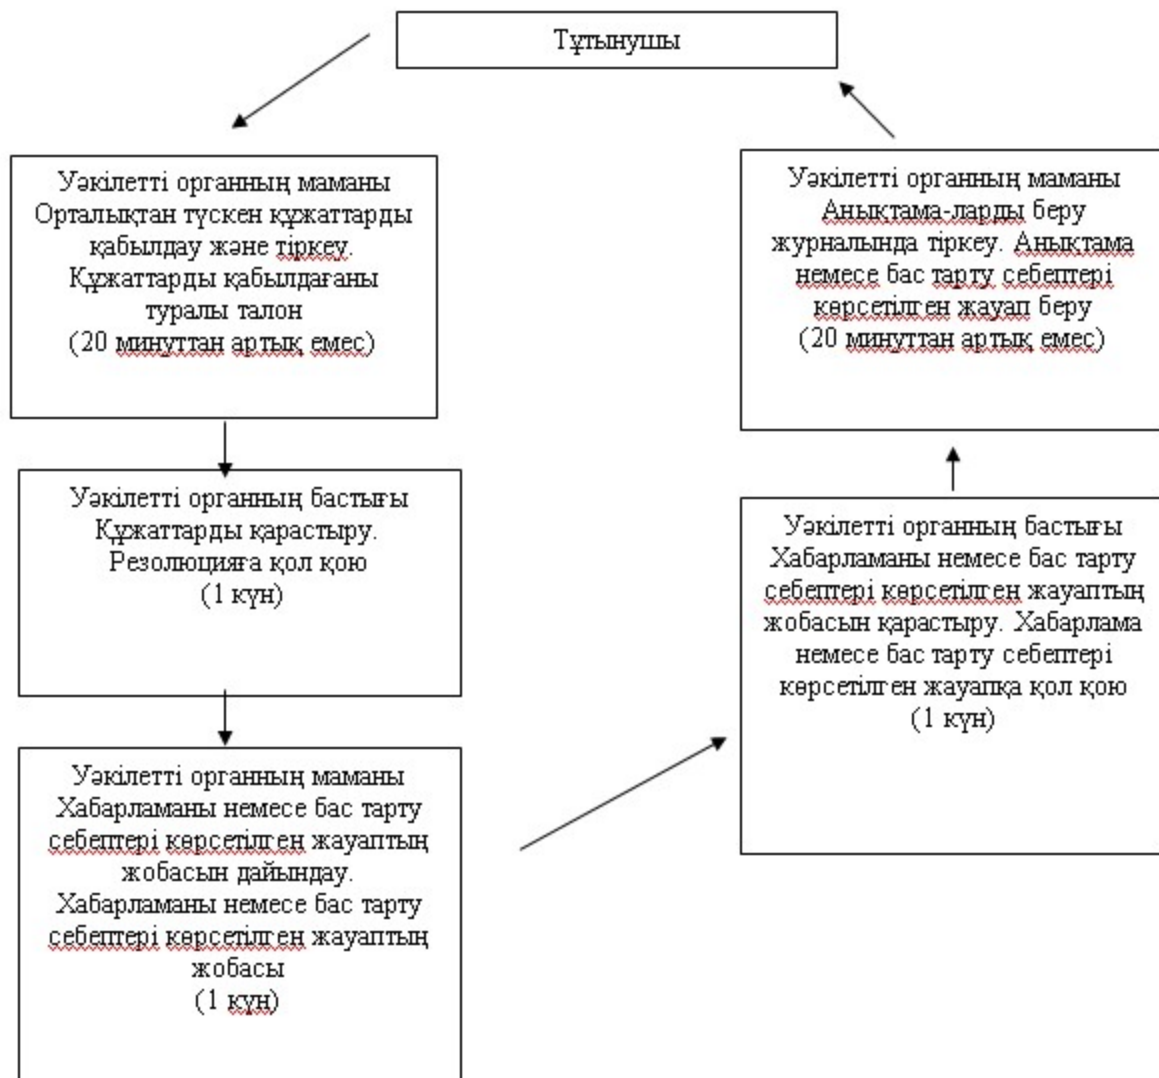 Тұтынушы
Уәкілетті органның маманы
Орталықтан түскен құжаттарды
қабылдау және тіркеу.
Құжаттарды қабылдағаны
туралы талон
(20 минуттан артық емес)
Уәкілетті органның бастығы
Құжаттарды қарастыру.
Резолюцияға қол қою
(1 күн)
Уәкілетті органның маманы
Хабарламаны немесе бас тарту
себептері көрсетілген жауаптың
жобасын дайындау.
Хабарламаны немесе бас тарту
себептері көрсетілген жауаптың
жобасы
(1 күн)
Уәкілетті органның бастығы
Хабарламаны немесе бас тарту
себептері көрсетілген жауаптың
жобасын қарастыру. Хабарлама
немесе бас тарту себептері
көрсетілген жауапқа қол қою
(1 күн)
Уәкілетті органның маманы
Анықтама-ларды беру
журналында тіркеу. Анықтама
немесе бас тарту себептері
көрсетілген жауап беру
(20 минуттан артық емес)